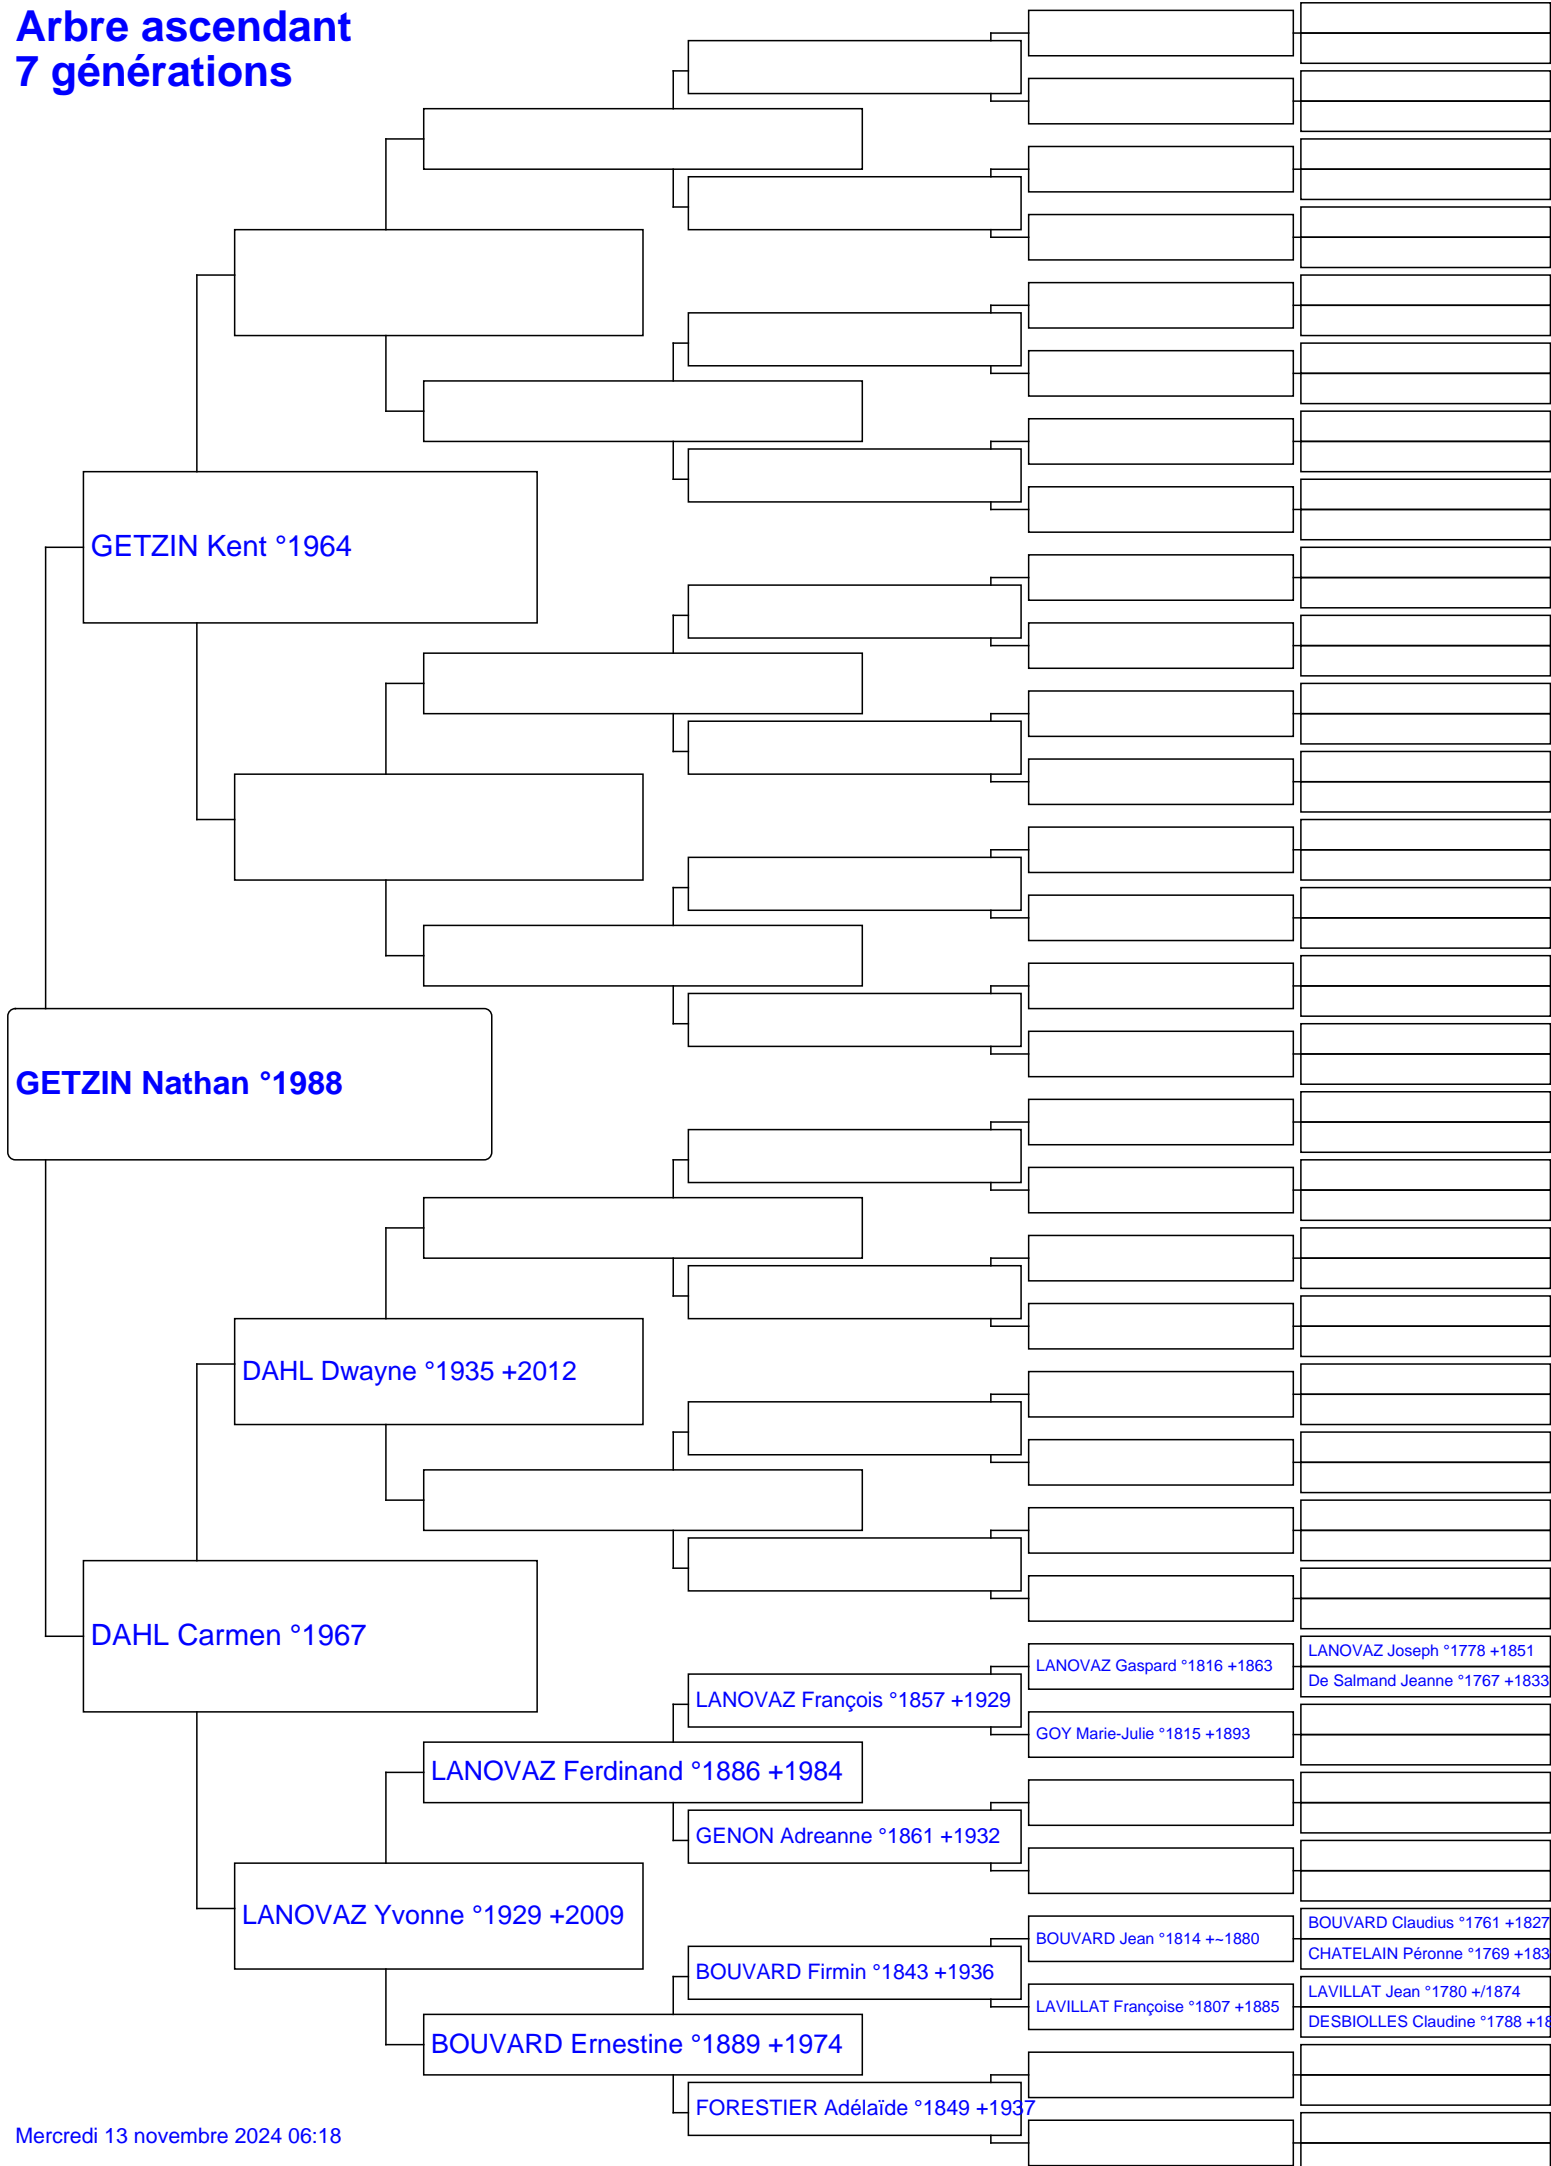 Arbre ascendant
7 générations
GETZIN Kent °1964
GETZIN Nathan °1988
DAHL Dwayne °1935 +2012
DAHL Carmen °1967
LANOVAZ Joseph °1778 +1851
LANOVAZ Gaspard °1816 +1863
De Salmand Jeanne °1767 +1833
LANOVAZ François °1857 +1929
GOY Marie-Julie °1815 +1893
LANOVAZ Ferdinand °1886 +1984
GENON Adreanne °1861 +1932
LANOVAZ Yvonne °1929 +2009
BOUVARD Claudius °1761 +1827
BOUVARD Jean °1814 +~1880
CHATELAIN Péronne °1769 +183
BOUVARD Firmin °1843 +1936
LAVILLAT Jean °1780 +/1874
LAVILLAT Françoise °1807 +1885
DESBIOLLES Claudine °1788 +18
BOUVARD Ernestine °1889 +1974
FORESTIER Adélaïde °1849 +1937
Mercredi 13 novembre 2024 06:18